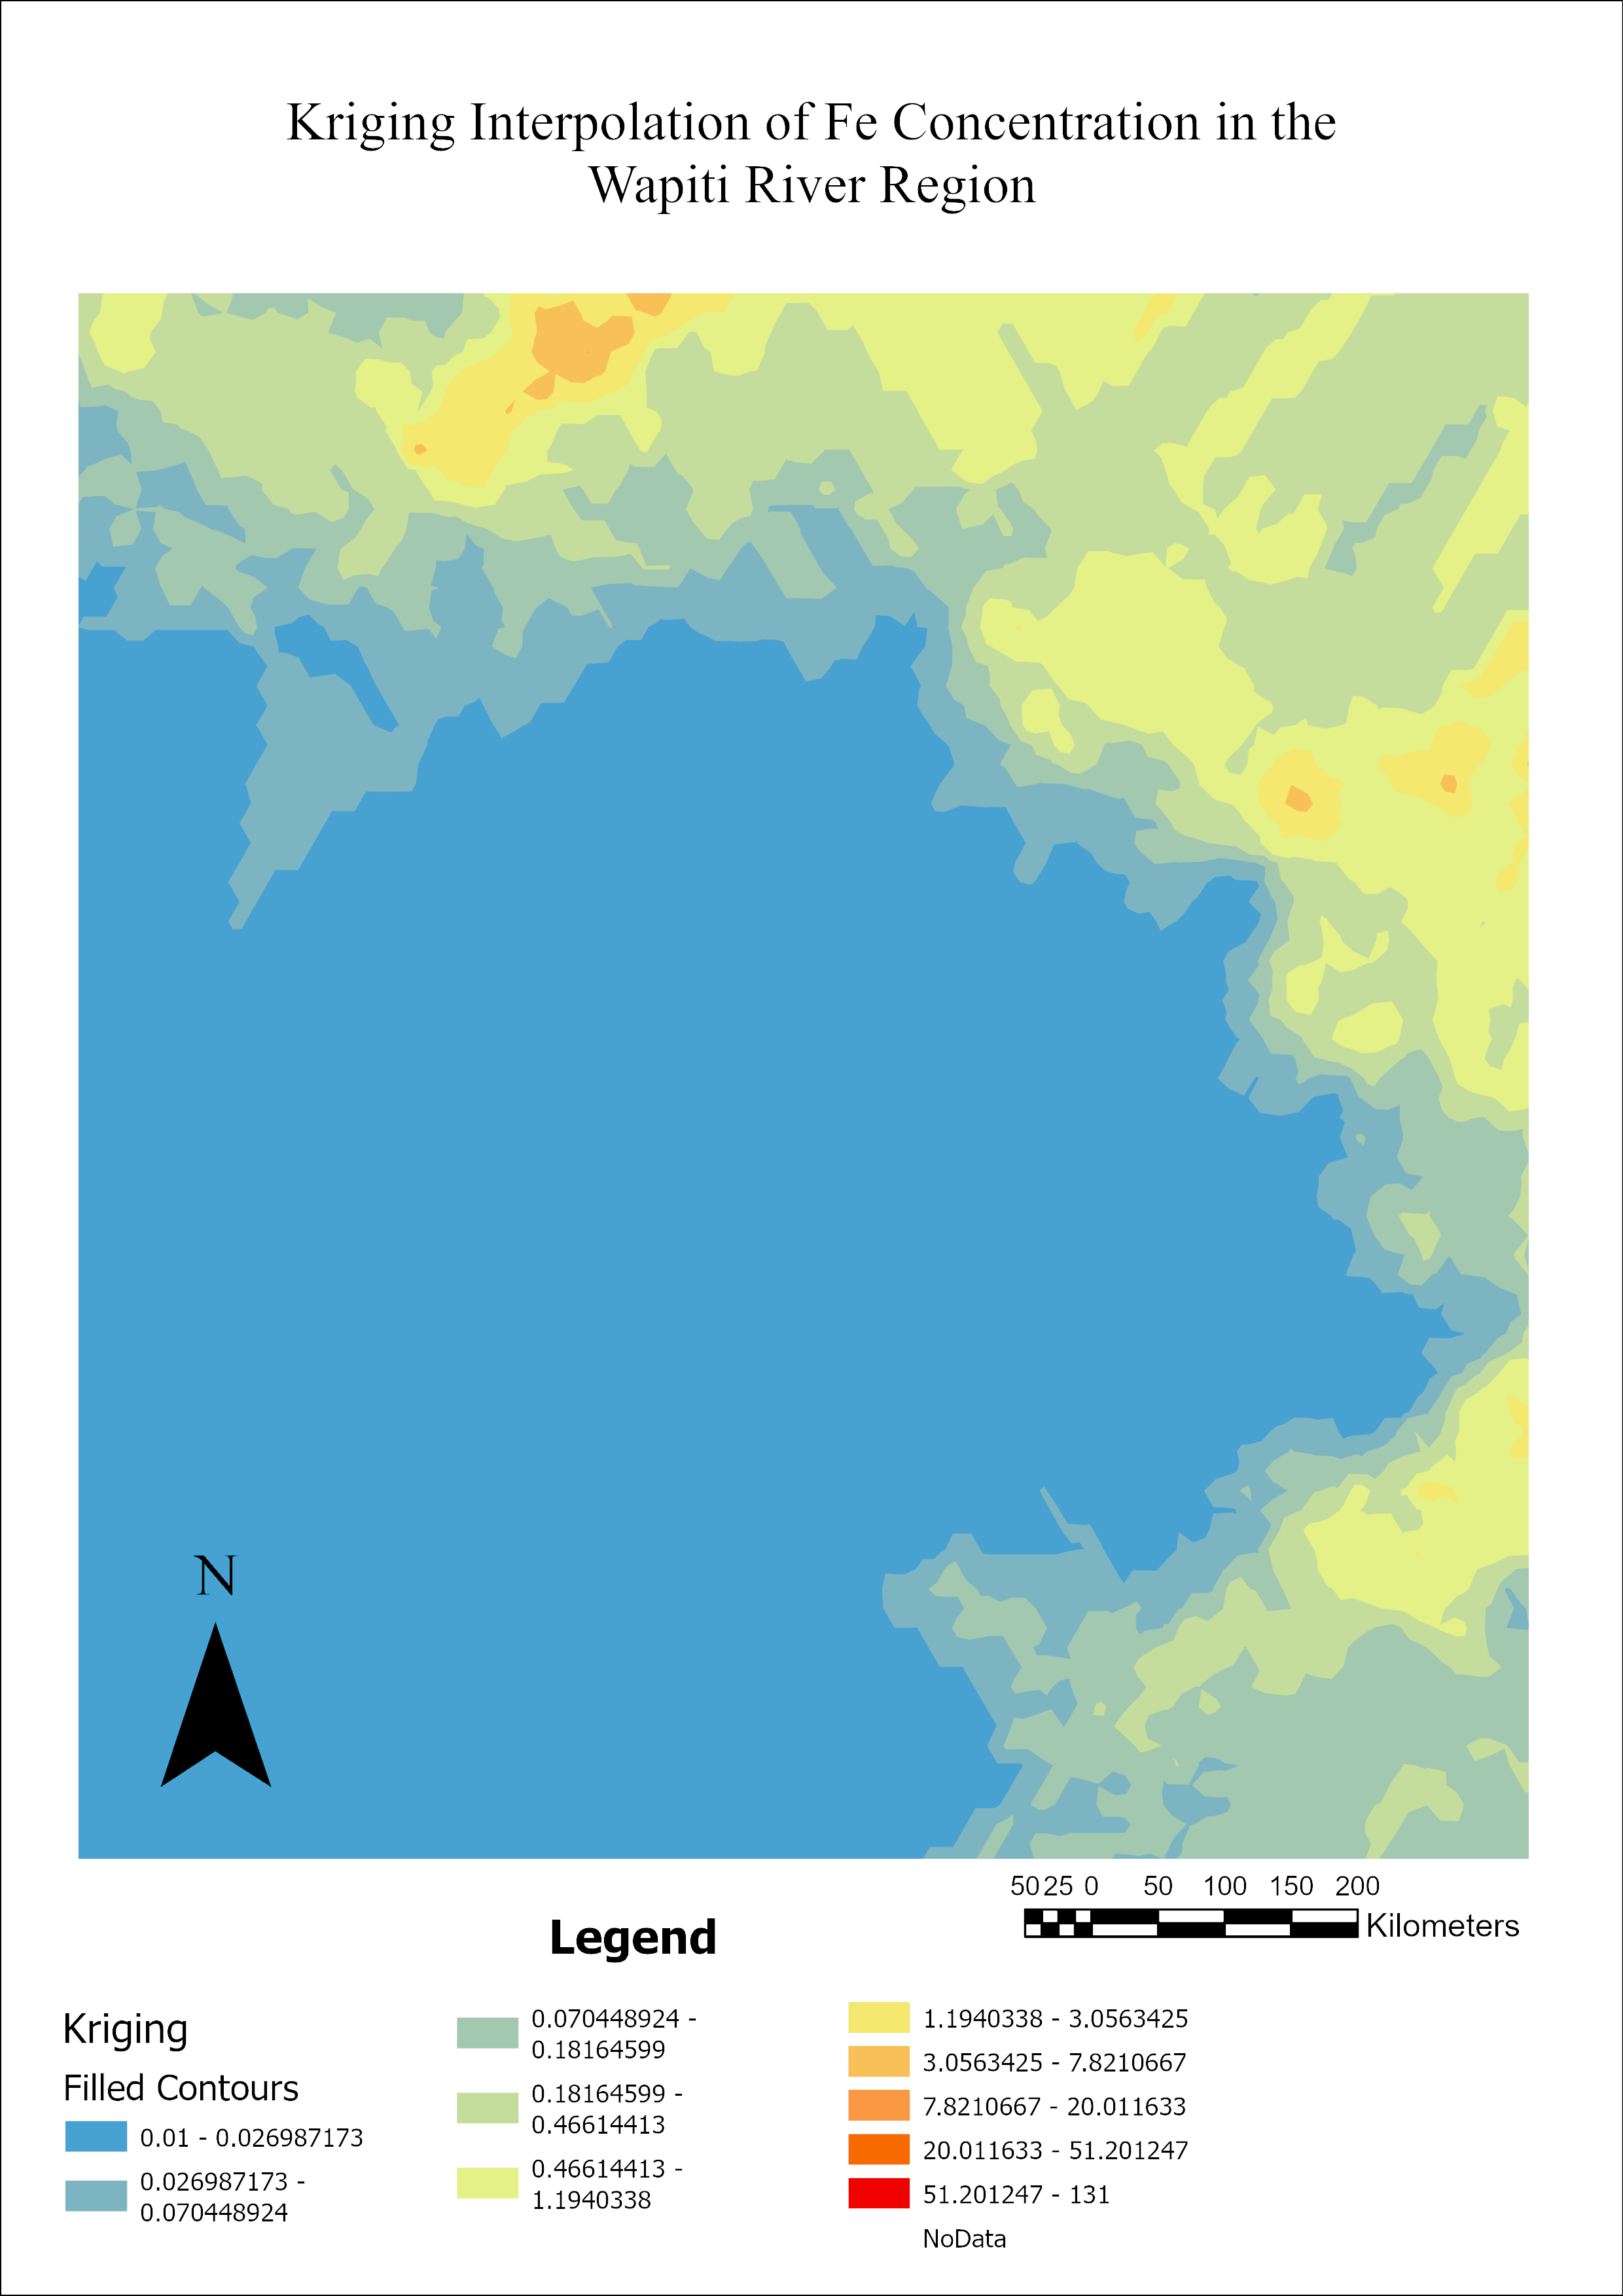 Kriging Interpolation of Fe Concentration in the
Wapiti River Region
N
50 25 0 50 100 150 200
Kilometers
Legend
Kriging
Filled Contours
0.01 - 0.026987173
0.026987173 -
0.070448924
0.070448924 -
0.18164599
0.18164599 -
0.46614413
0.46614413 -
1.1940338
1.1940338 - 3.0563425
3.0563425 - 7.8210667
7.8210667 - 20.011633
20.011633 - 51.201247
51.201247 - 131
NoData